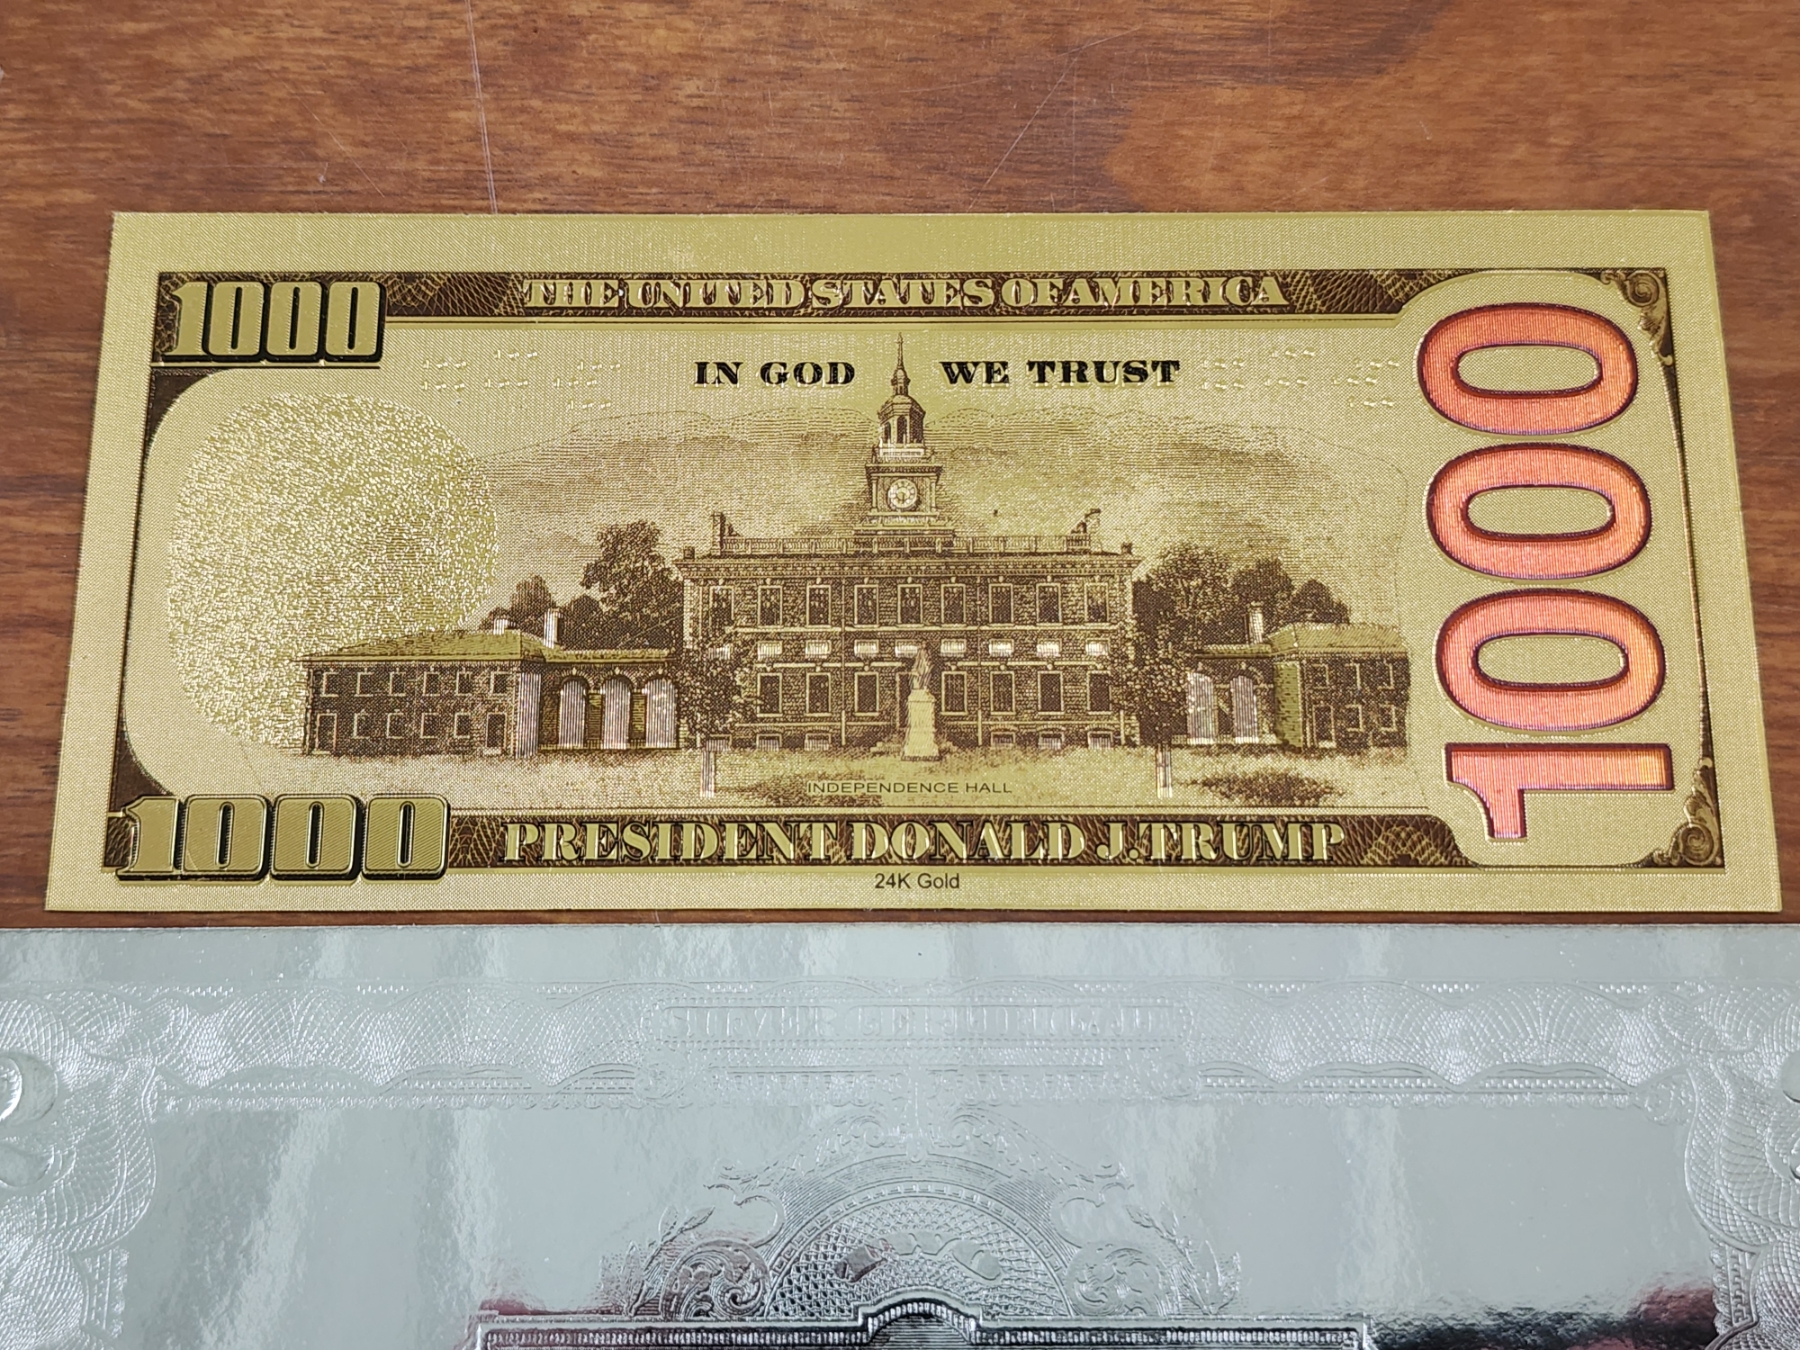 1000
THE UNITED STATES OF AMERICA
IN GOD WE TRUST
1000
INDEPENDENCE HALL
1000
PRESIDENT DONALD J. TRUMP
24K Gold